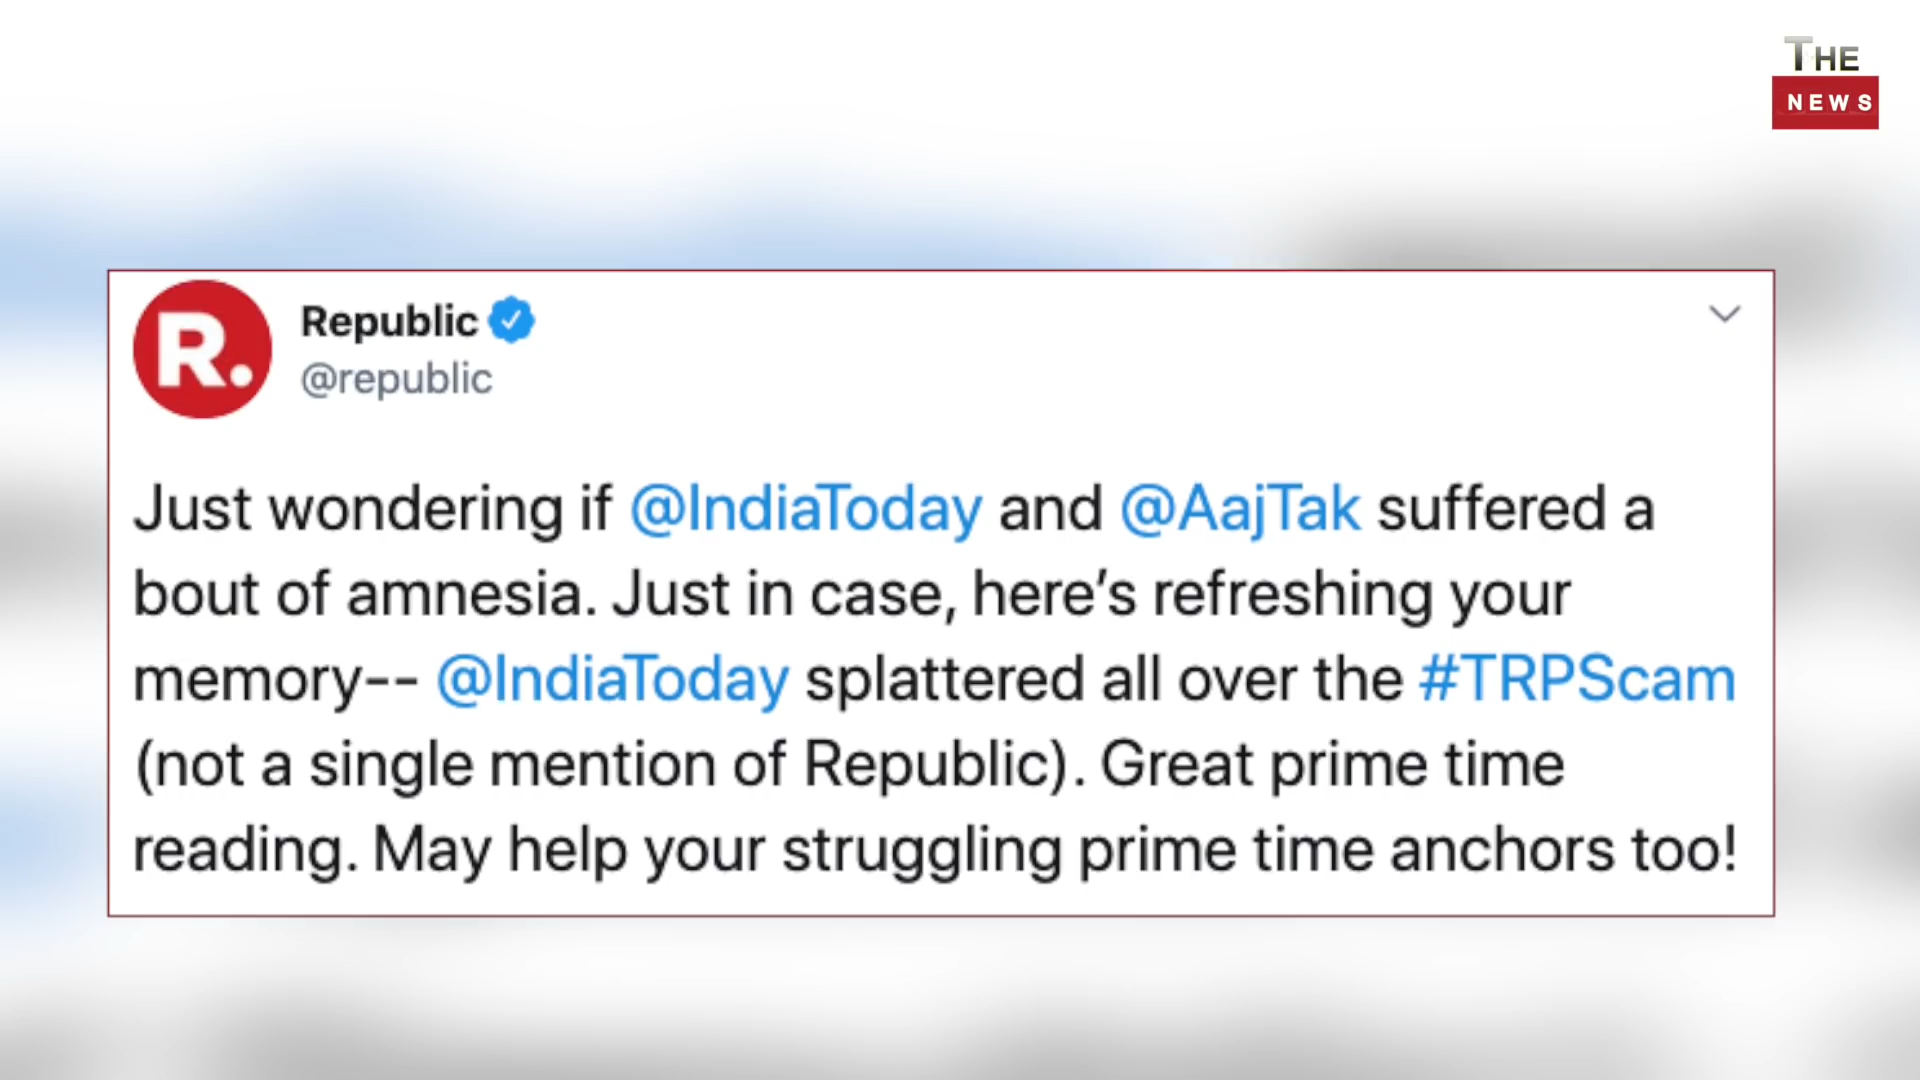 THE
NEWS
R.
Republic
@republic
Just wondering if @IndiaToday and @AajTak suffered a
bout of amnesia. Just in case, here’s refreshing your
memory-- @IndiaToday splattered all over the #TRPScam
(not a single mention of Republic). Great prime time
reading. May help your struggling prime time anchors too!